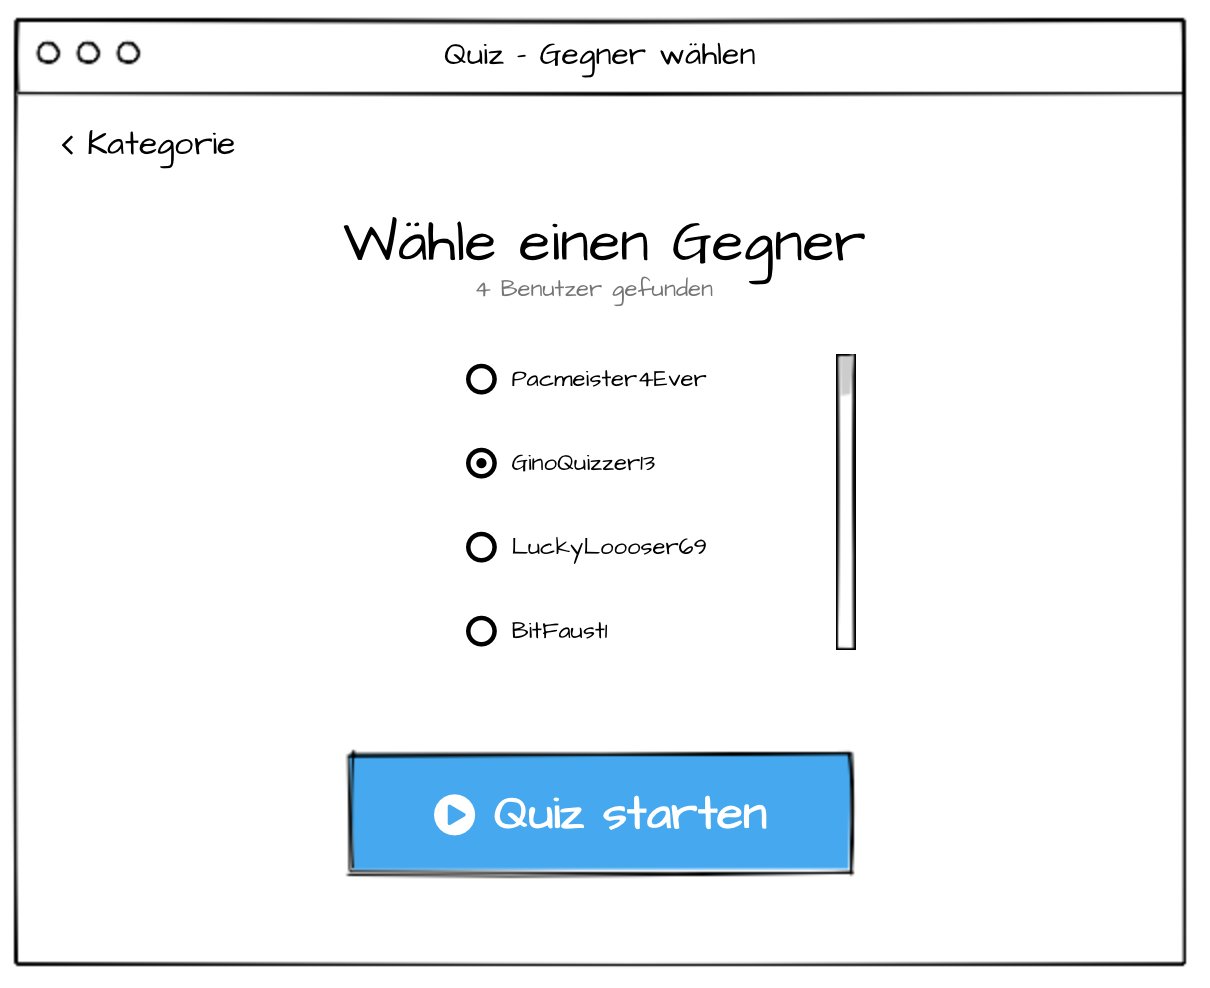 Quiz - Gegner wählen
< Kategorie
Wähle einen Gegner
4 Benutzer gefunden
Pacmeister4Ever
GinoQuizzer13
LuckyLoooser69
BitFaust1
Quiz starten